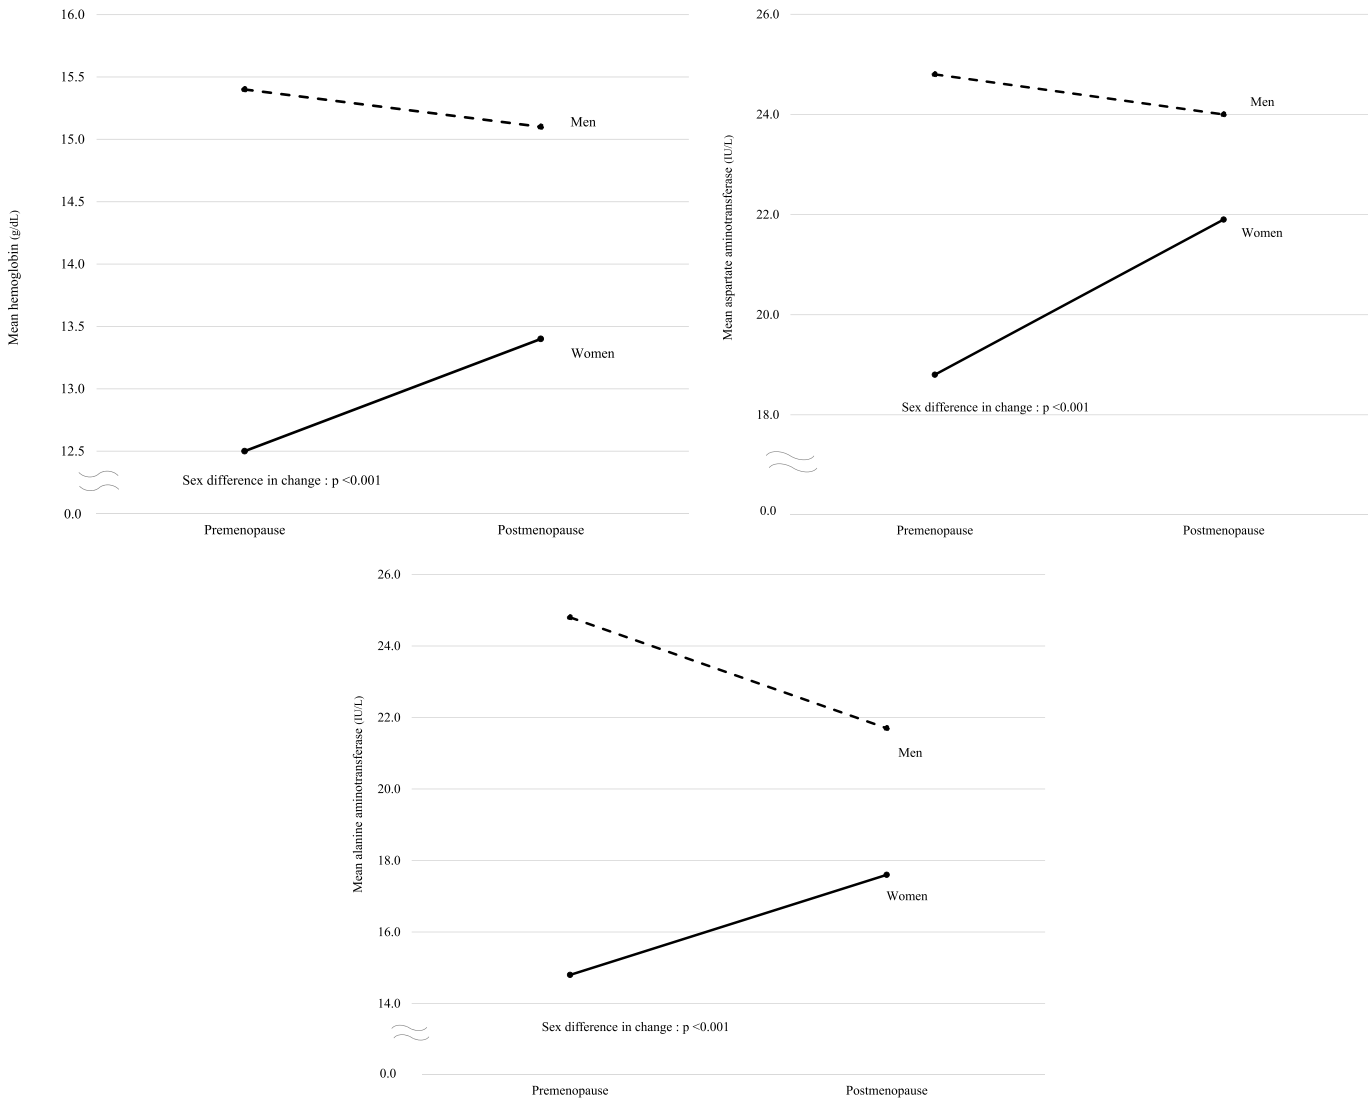 16.0
15.5
15.0
14.5
14.0
13.5
13.0
12.5
0.0
Mean hemoglobin (g/dL)
Men
Women
Sex difference in change : p <0.001
Premenopause
Postmenopause
26.0
24.0
22.0
20.0
18.0
0.0
Mean aspartate aminotransferase (IU/L)
Men
Women
Sex difference in change : p <0.001
Premenopause
Postmenopause
26.0
24.0
22.0
20.0
18.0
16.0
14.0
0.0
Mean alanine aminotransferase (IU/L)
Men
Women
Sex difference in change : p <0.001
Premenopause
Postmenopause